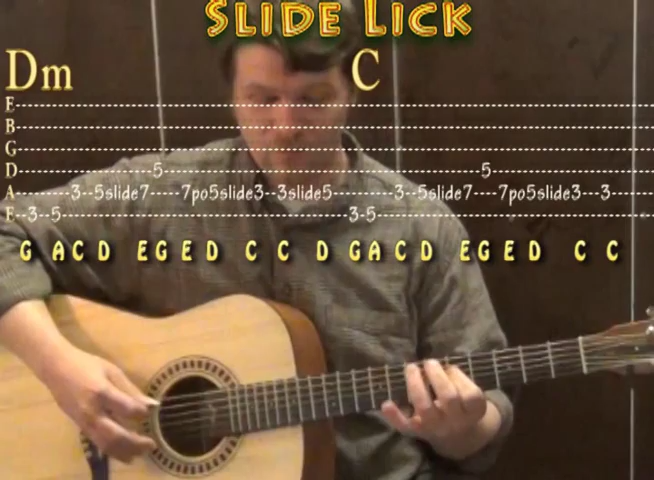 SLIDE LICK
Dm C
E--------------------------------------------------
B--------------------------------------------------
G--------------------------------------------------
D----------------5------------------------------------5----------------
A-------3--5slide7----7po5slide3--3slide5--------3--5slide7----7po5slide3---3------
E--3--5----------------------------------3-5--------------------------
G A C D E G E D C C D G A C D E G E D C C